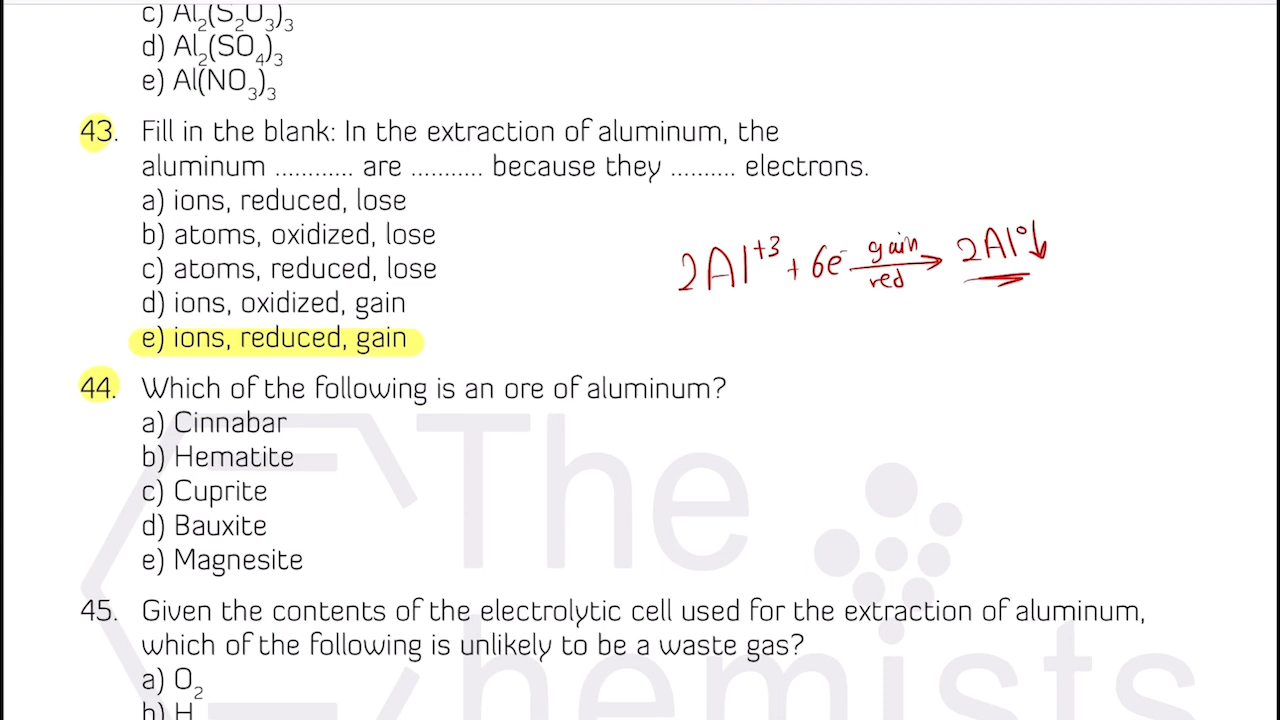 c) Al₂(S₂O₃)₃
d) Al₂(SO₄)₃
e) Al(NO₃)₃
43. Fill in the blank: In the extraction of aluminum, the
aluminum ............ are ........... because they .......... electrons.
a) ions, reduced, lose
b) atoms, oxidized, lose
c) atoms, reduced, lose
d) ions, oxidized, gain
e) ions, reduced, gain
2Al⁺³ + 6e⁻ gain red → 2Al⁰↓
44. Which of the following is an ore of aluminum?
a) Cinnabar
b) Hematite
c) Cuprite
d) Bauxite
e) Magnesite
45. Given the contents of the electrolytic cell used for the extraction of aluminum,
which of the following is unlikely to be a waste gas?
a) O₂
b) H
The
Chemists